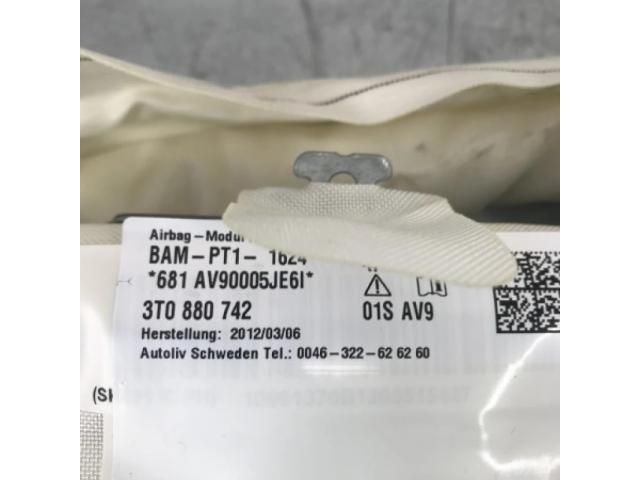 Airbag-Modul
BAM-PT1- 1624
*681 AV90005JE6I*
3T0 880 742 01S AV9
Herstellung: 2012/03/06
Autoliv Schweden Tel.: 0046-322-62 62 60